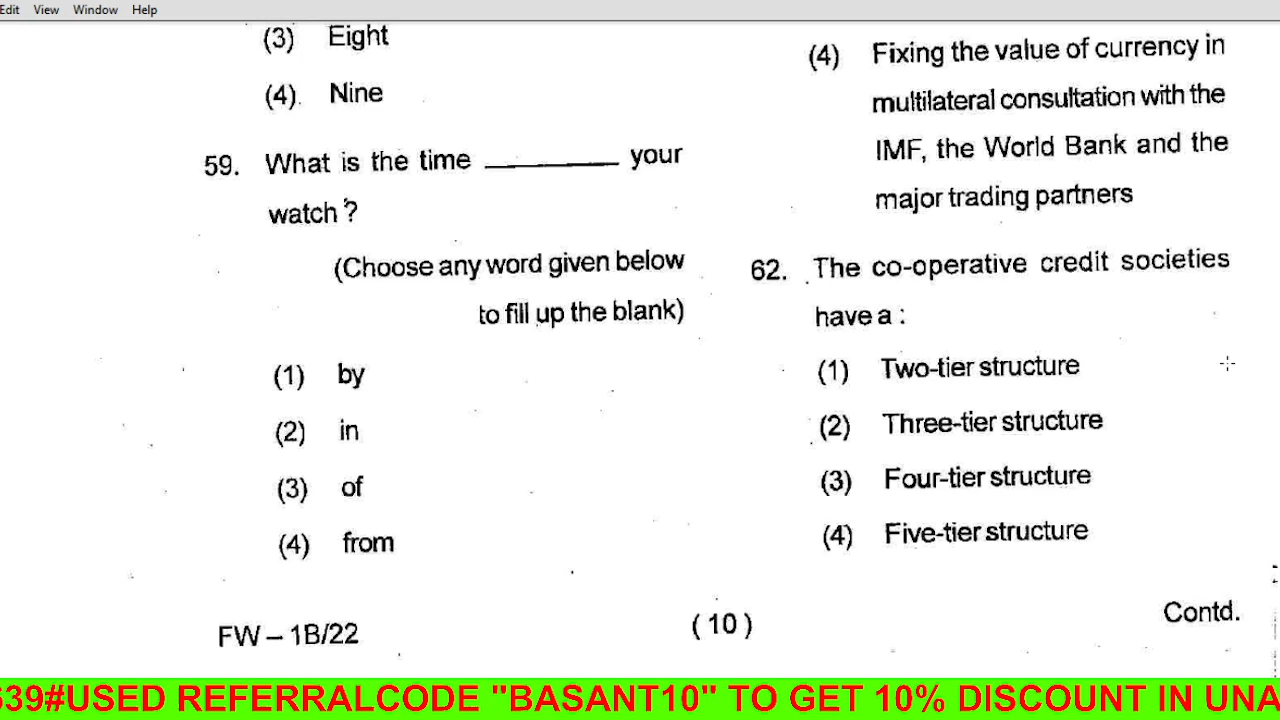 Edit View Window Help
(3) Eight
(4). Nine
59. What is the time ________ your
watch ?
(Choose any word given below
to fill up the blank)
(1) by
(2) in
(3) of
(4) from
FW – 1B/22
(4) Fixing the value of currency in
multilateral consultation with the
IMF, the World Bank and the
major trading partners
62. The co-operative credit societies
have a :
(1) Two-tier structure
(2) Three-tier structure
(3) Four-tier structure
(4) Five-tier structure
( 10 )
Contd.
639#USED REFERRALCODE "BASANT10" TO GET 10% DISCOUNT IN UNA